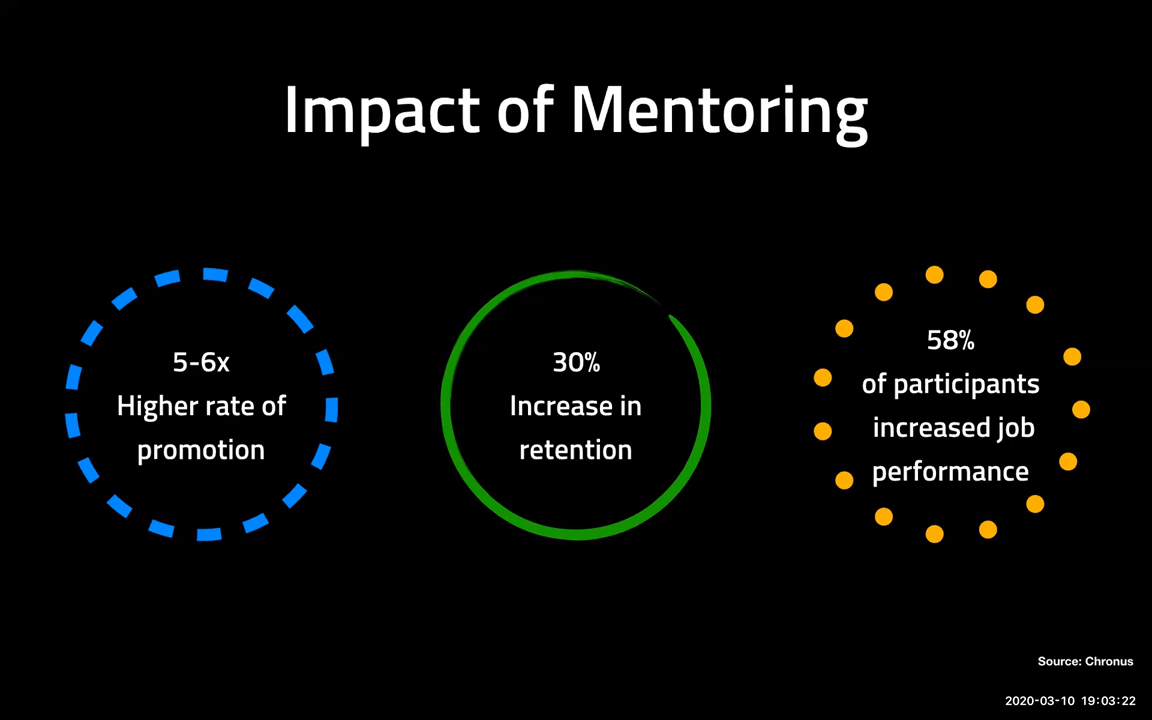 Impact of Mentoring
5-6x
Higher rate of
promotion
30%
Increase in
retention
58%
of participants
increased job
performance
Source: Chronus
2020-03-10 19:03:22